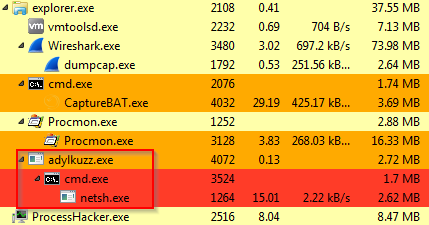 explorer.exe 2108 0.41 37.55 MB
vmtoolsd.exe 2232 0.69 704 B/s 7.13 MB
Wireshark.exe 3480 3.02 697.2 kB/s 73.98 MB
dumpcap.exe 1792 0.53 251.56 kB... 2.64 MB
cmd.exe 2076 1.74 MB
CaptureBAT.exe 4032 29.19 425.17 kB... 3.69 MB
Procmon.exe 1252 2.88 MB
Procmon.exe 3128 3.83 268.03 kB... 16.33 MB
adylkuzz.exe 4072 0.13 2.72 MB
cmd.exe 3524 1.7 MB
netsh.exe 1264 15.01 2.22 kB/s 2.62 MB
ProcessHacker.exe 2516 8.04 8.47 MB